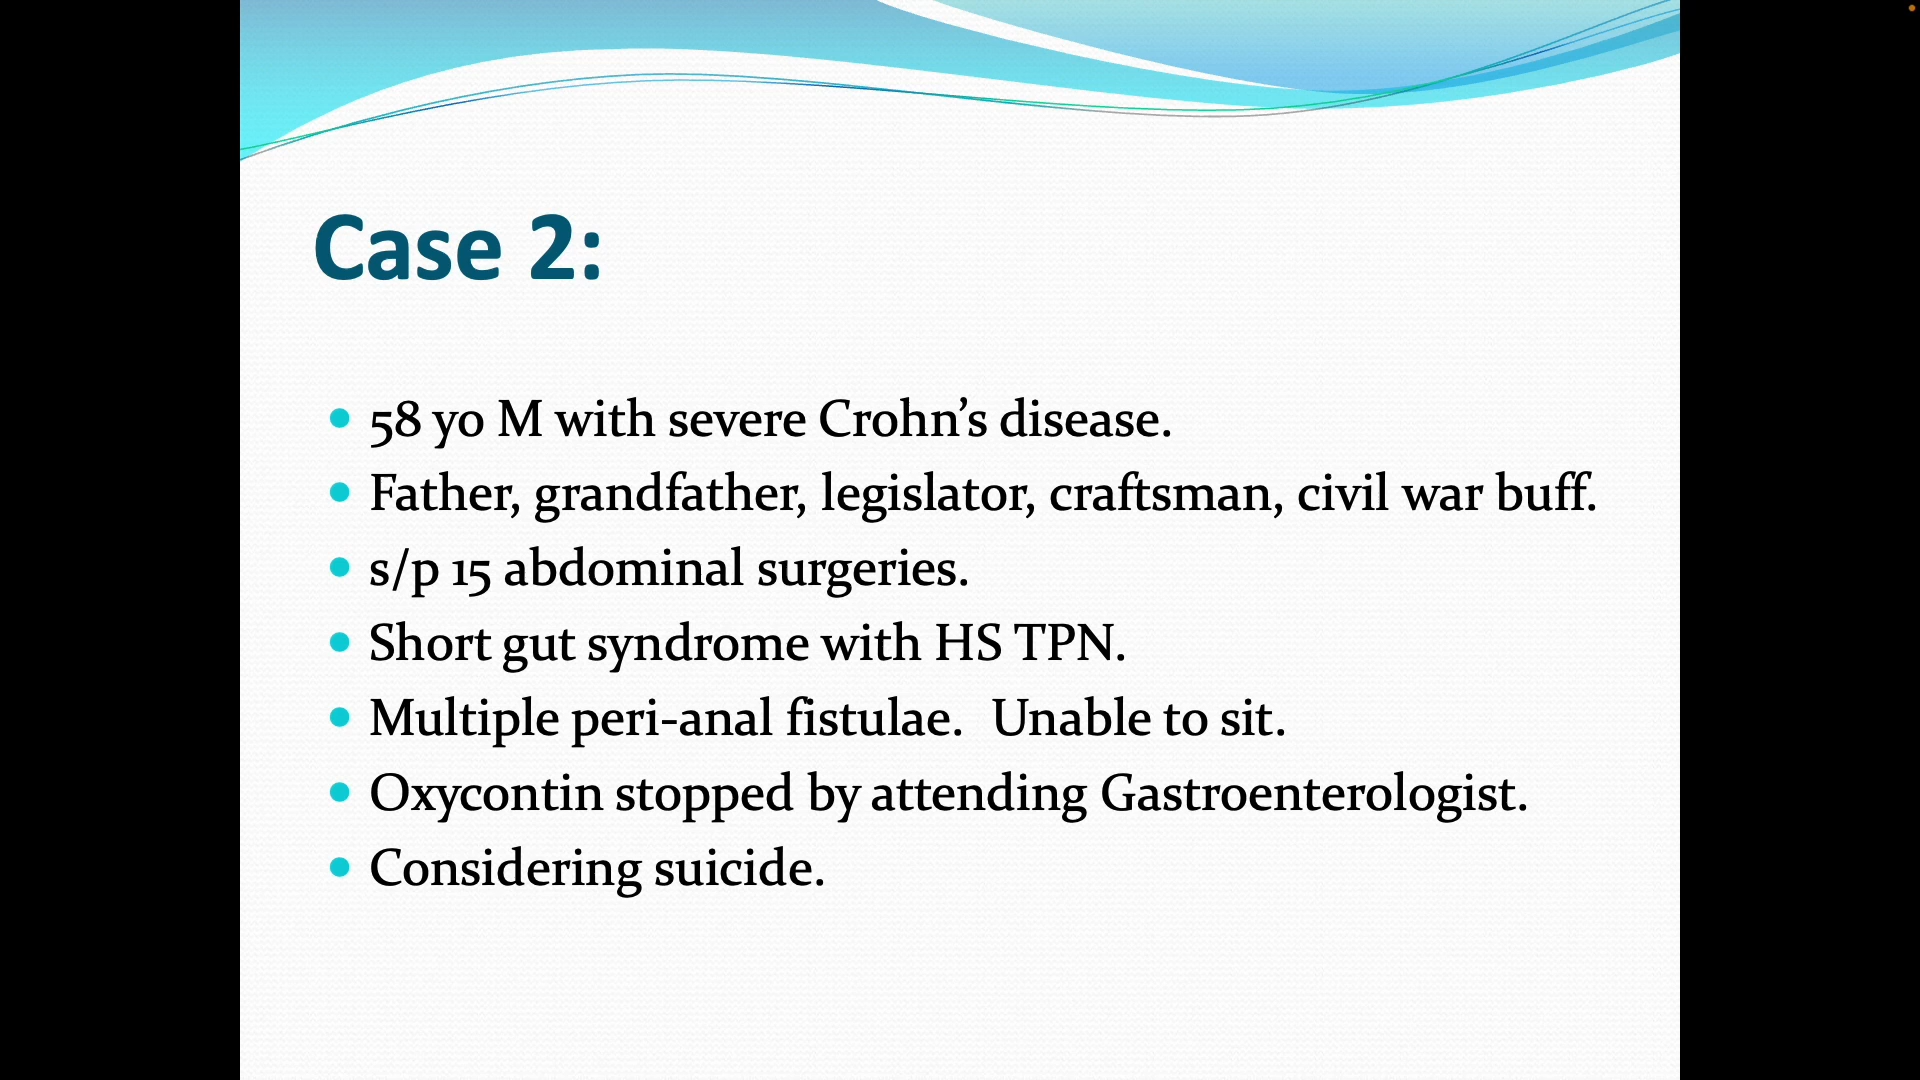 Case 2:
58 yo M with severe Crohn’s disease.
Father, grandfather, legislator, craftsman, civil war buff.
s/p 15 abdominal surgeries.
Short gut syndrome with HS TPN.
Multiple peri-anal fistulae.  Unable to sit.
Oxycontin stopped by attending Gastroenterologist.
Considering suicide.